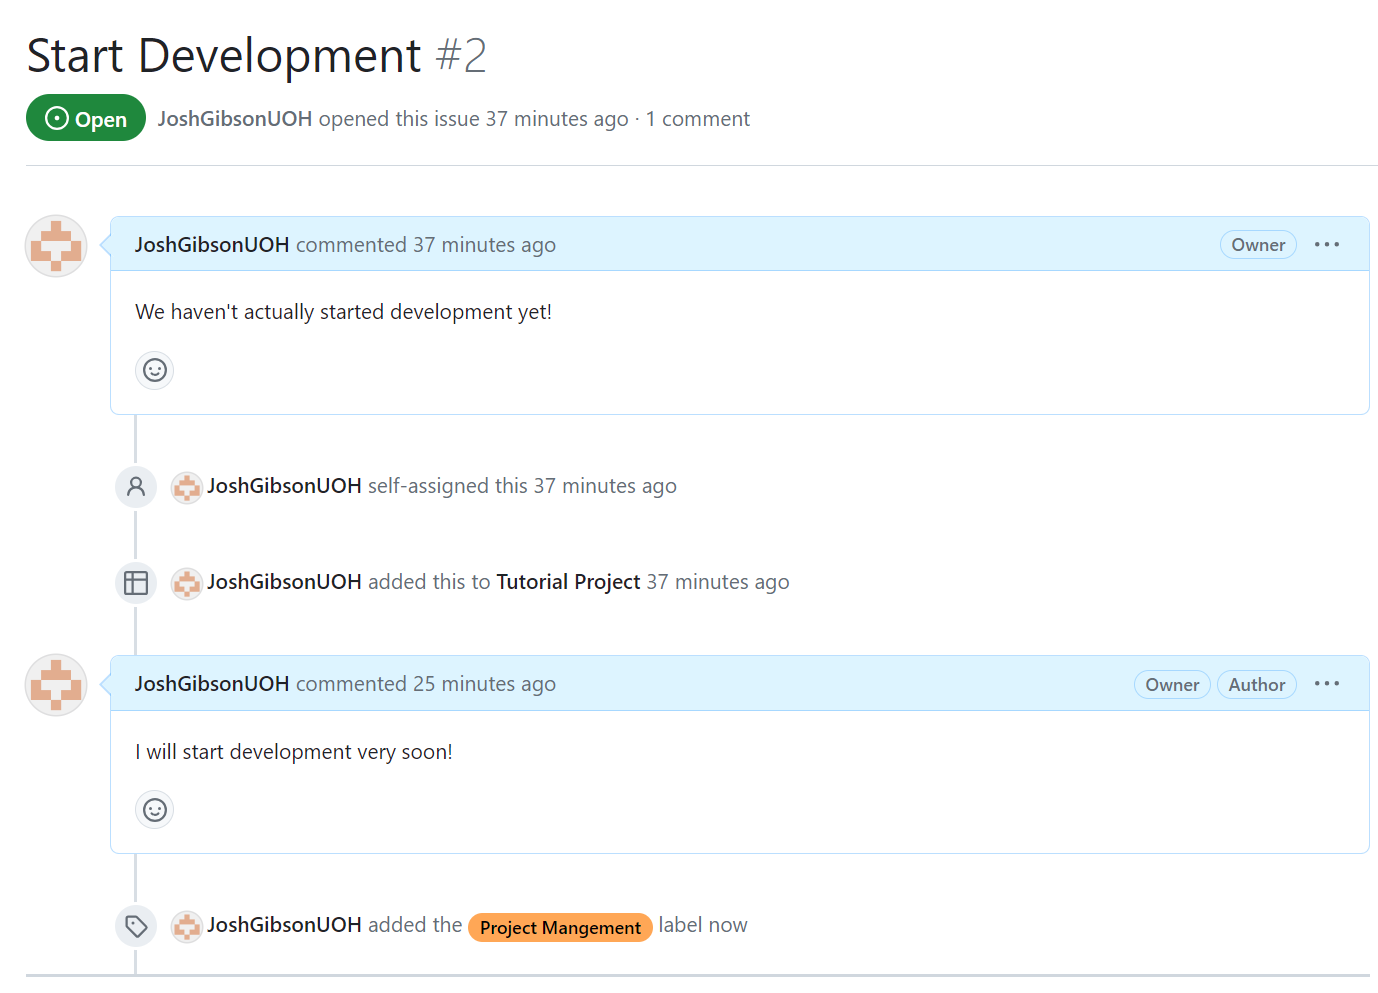 Start Development #2
Open JoshGibsonUOH opened this issue 37 minutes ago · 1 comment
JoshGibsonUOH commented 37 minutes ago Owner ···
We haven't actually started development yet!
JoshGibsonUOH self-assigned this 37 minutes ago
JoshGibsonUOH added this to Tutorial Project 37 minutes ago
JoshGibsonUOH commented 25 minutes ago Owner Author ···
I will start development very soon!
JoshGibsonUOH added the Project Mangement label now